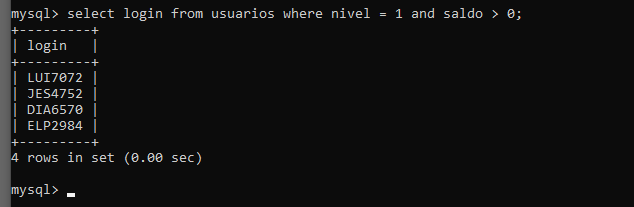 mysql> select login from usuarios where nivel = 1 and saldo > 0;
+---------+
| login   |
+---------+
| LUI7072 |
| JES4752 |
| DIA6570 |
| ELP2984 |
+---------+
4 rows in set (0.00 sec)
mysql>